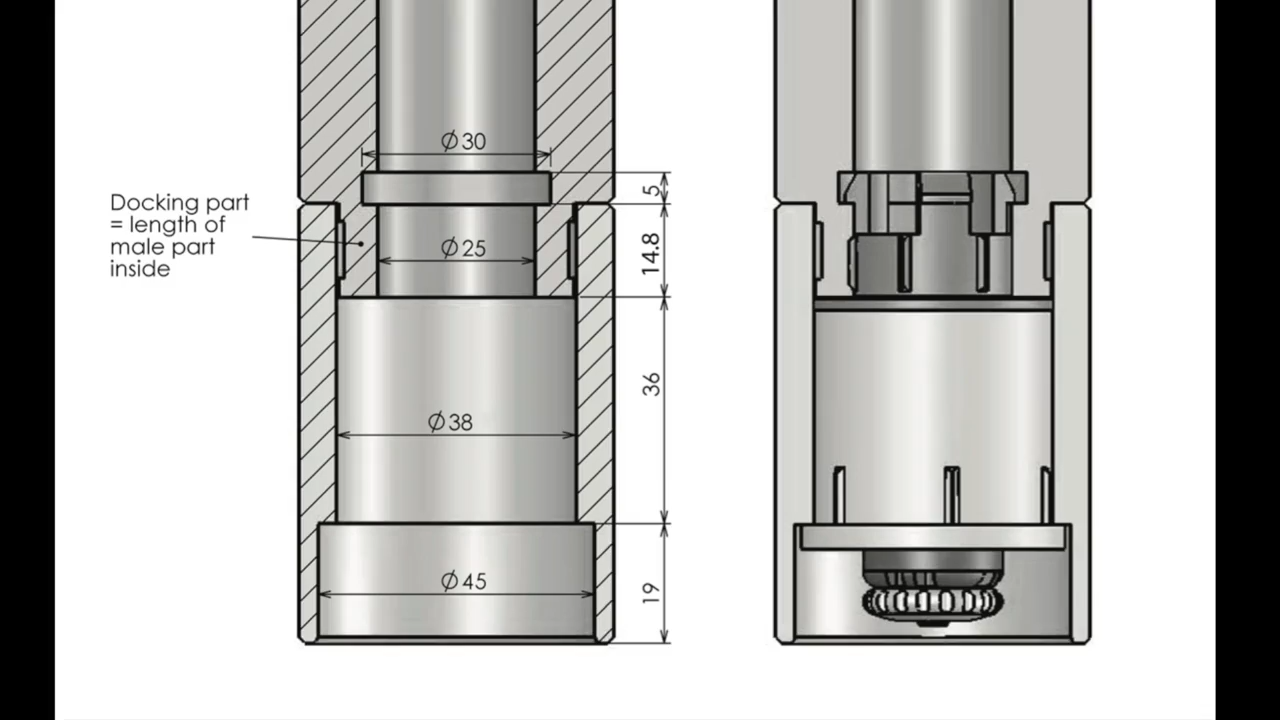 Ø30
5
Docking part
= length of
male part
inside
Ø25
14.8
36
Ø38
Ø45
19